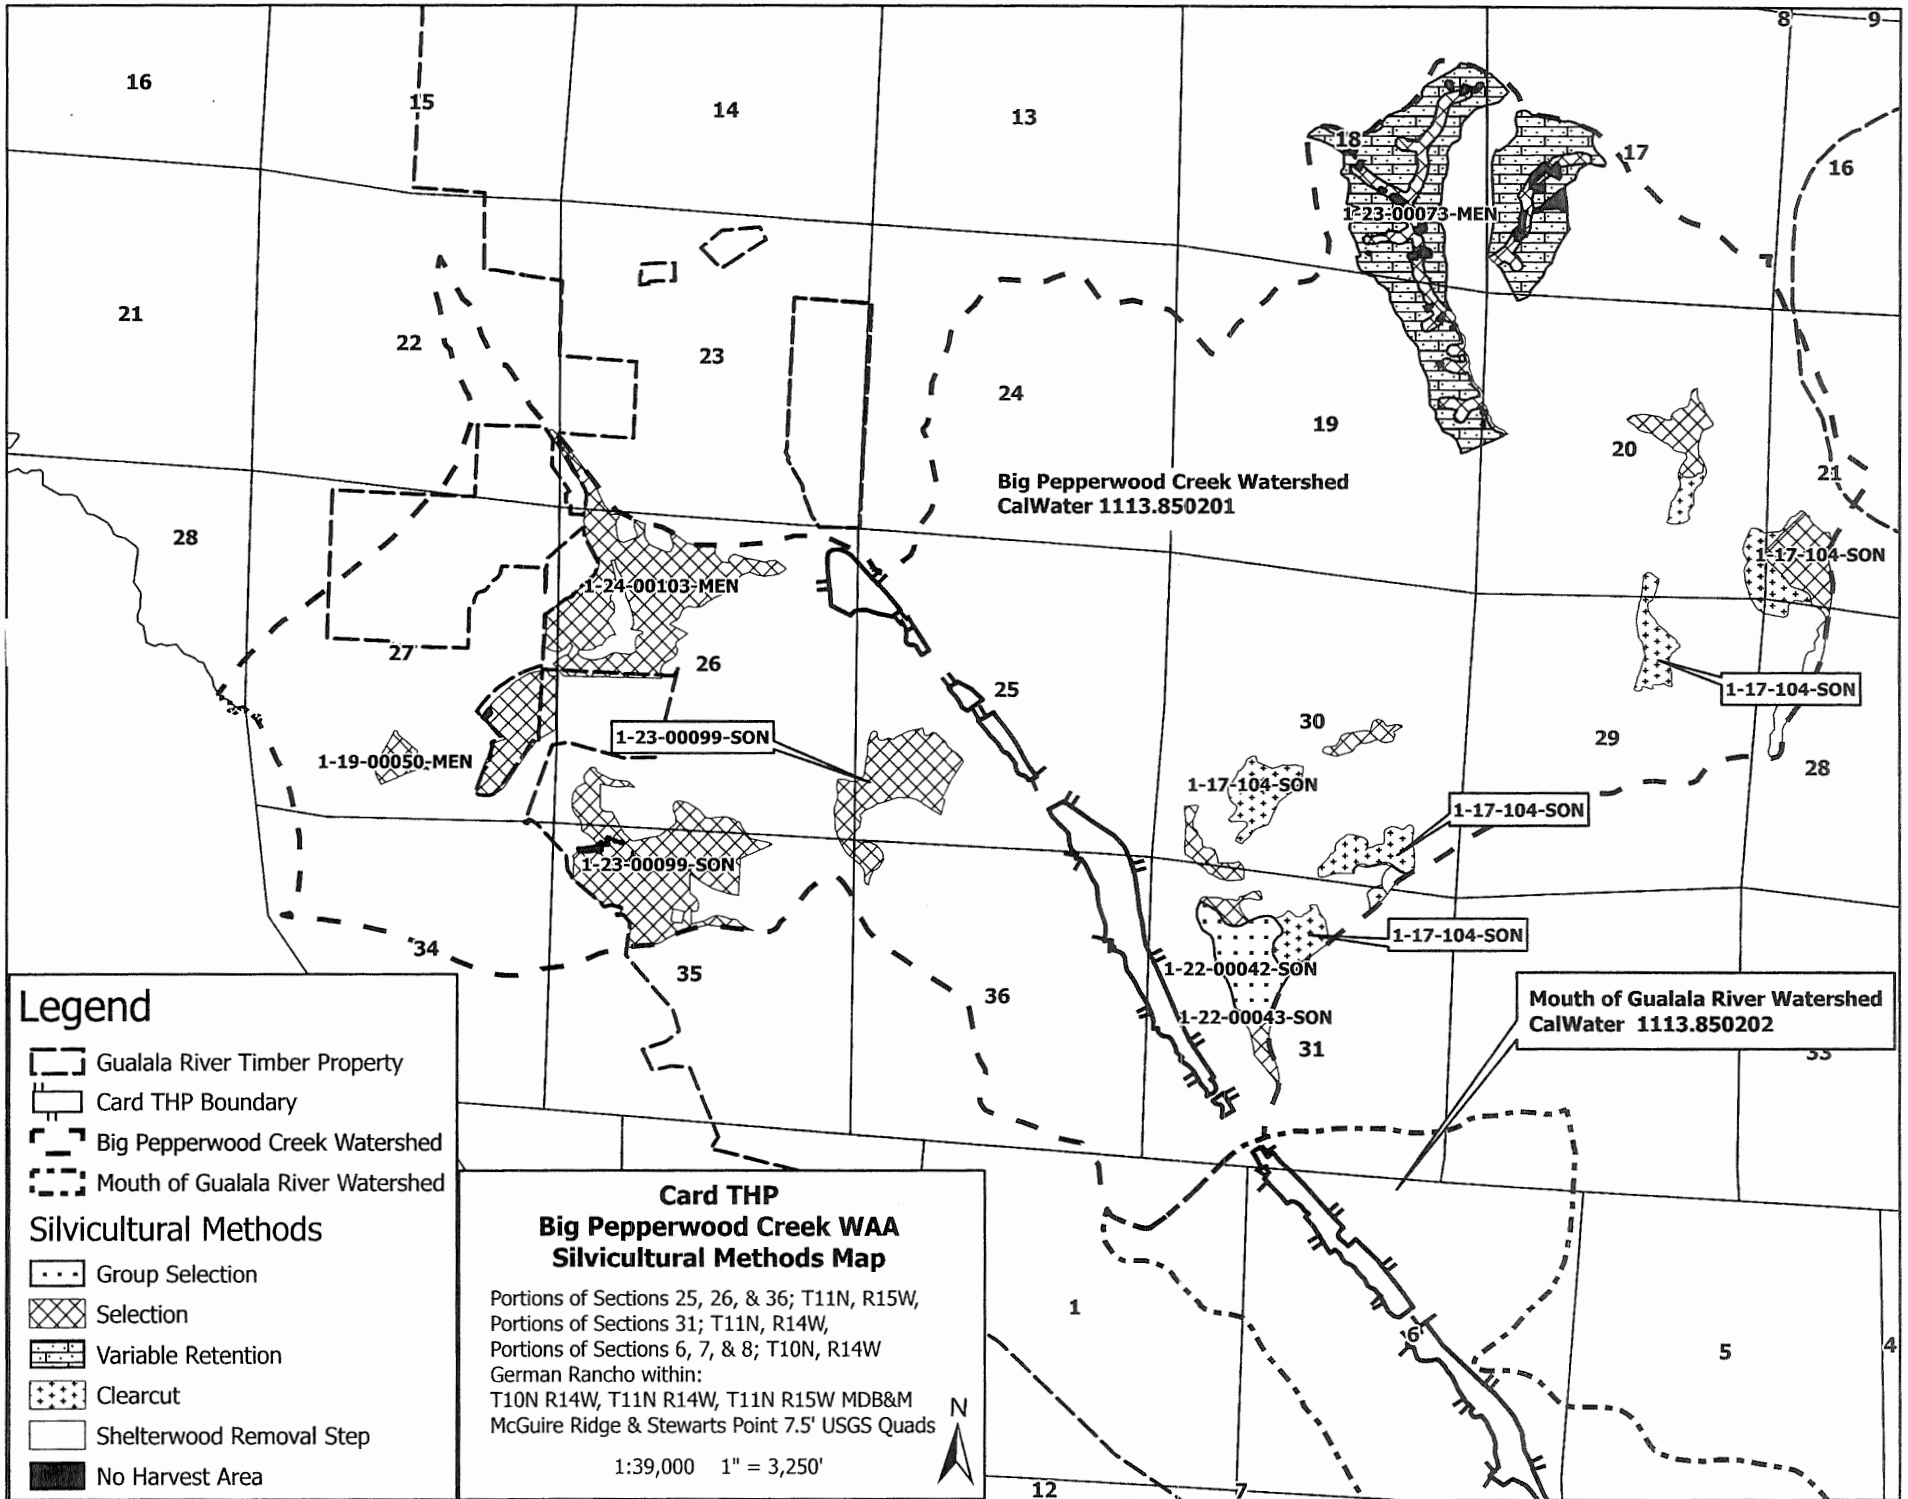 8
9
16
15
14
13
18
17
16
1-23-00073-MEN
21
22
23
24
19
20
21
Big Pepperwood Creek Watershed
CalWater 1113.850201
28
1-24-00103-MEN
1-17-104-SON
27
26
25
1-17-104-SON
30
29
28
1-23-00099-SON
1-19-00050-MEN
1-17-104-SON
1-17-104-SON
1-23-00099-SON
34
35
36
1-17-104-SON
1-22-00042-SON
1-22-00043-SON
31
Mouth of Gualala River Watershed
CalWater 1113.850202
33
Legend
Gualala River Timber Property
Card THP Boundary
Big Pepperwood Creek Watershed
Mouth of Gualala River Watershed
Silvicultural Methods
Group Selection
Selection
Variable Retention
Clearcut
Shelterwood Removal Step
No Harvest Area
Card THP
Big Pepperwood Creek WAA
Silvicultural Methods Map
Portions of Sections 25, 26, & 36; T11N, R15W,
Portions of Sections 31; T11N, R14W,
Portions of Sections 6, 7, & 8; T10N, R14W
German Rancho within:
T10N R14W, T11N R14W, T11N R15W MDB&M
McGuire Ridge & Stewarts Point 7.5' USGS Quads
1:39,000 1" = 3,250'
N
1
6
5
4
12
7